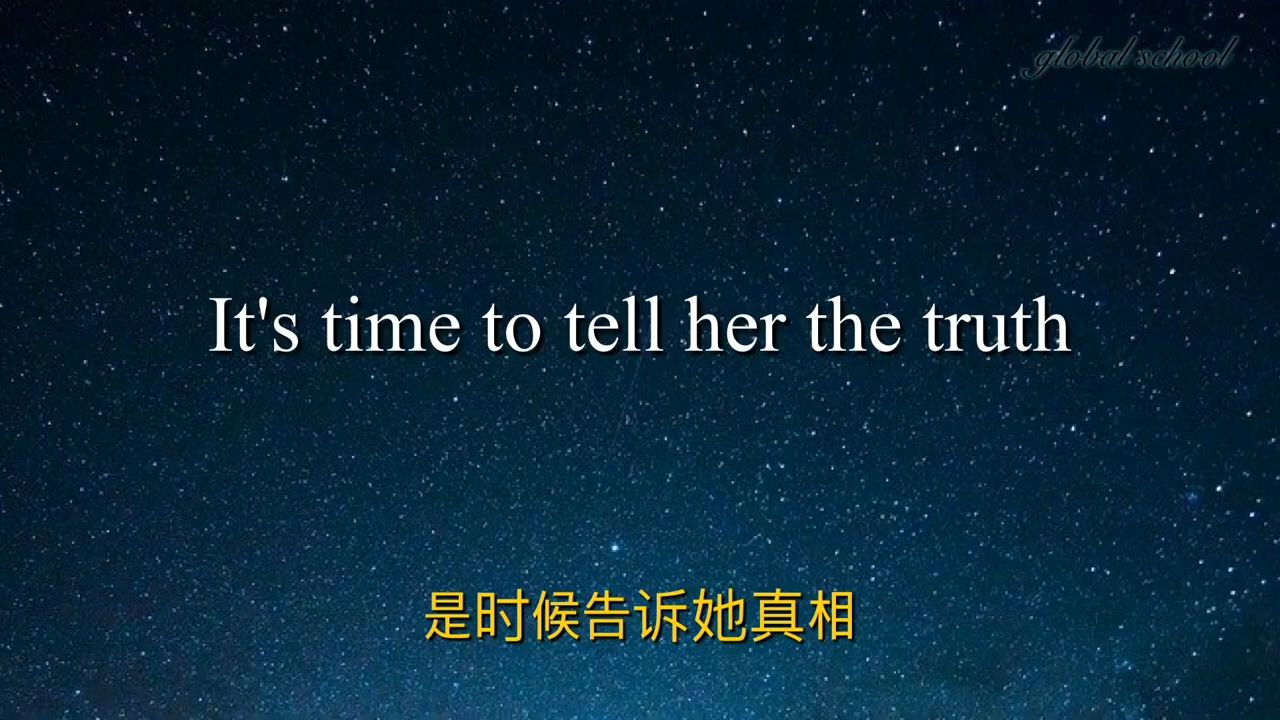 global school
It's time to tell her the truth
是时候告诉她真相